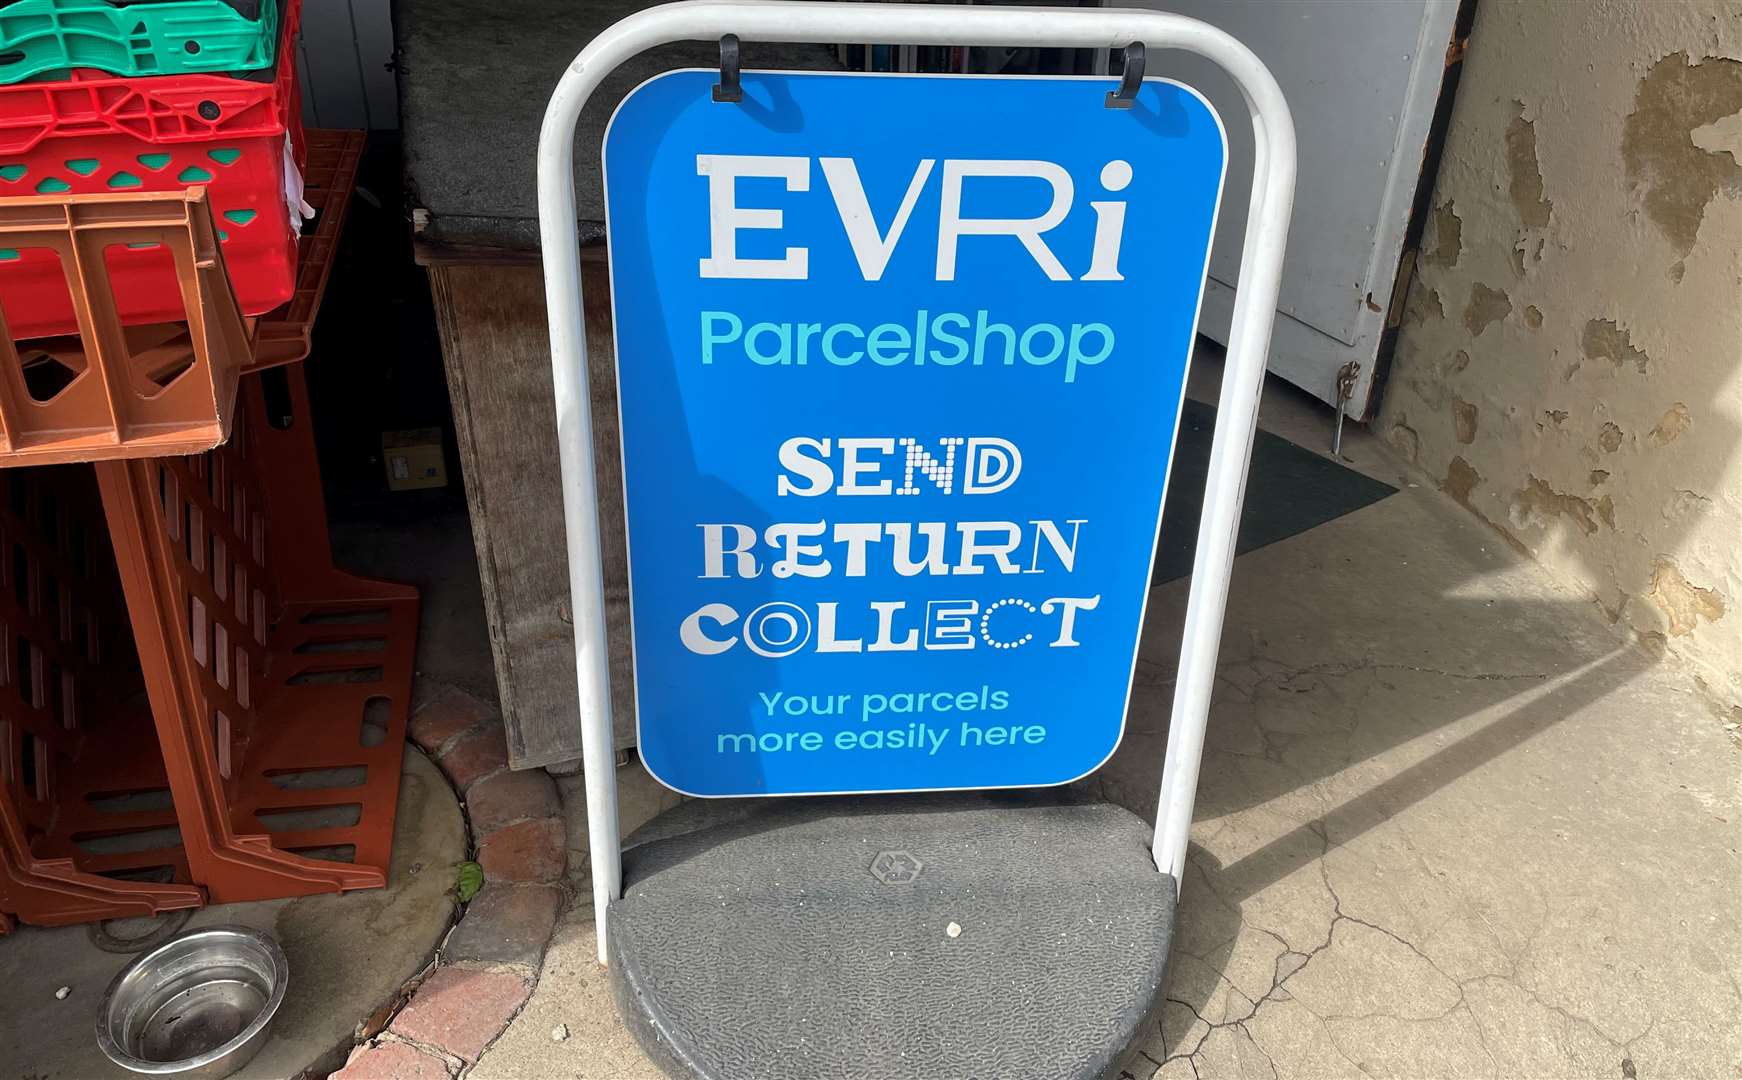 EVRi
ParcelShop
SEND
RETURN
COLLECT
Your parcels
more easily here